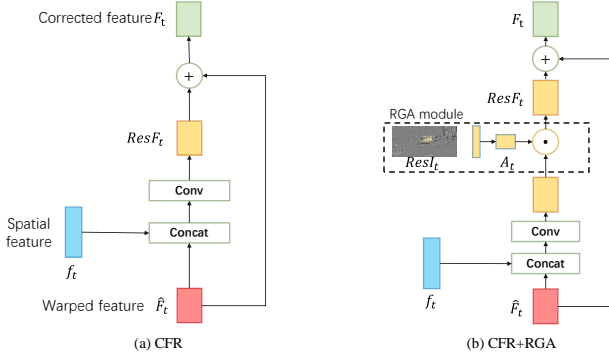 Corrected feature F_t
+
ResF_t
Conv
Spatial
feature
Concat
f_t
Warped feature F̂_t
(a) CFR
F_t
+
ResF_t
RGA module
ResI_t
A_t
Conv
Concat
f_t
F̂_t
(b) CFR+RGA